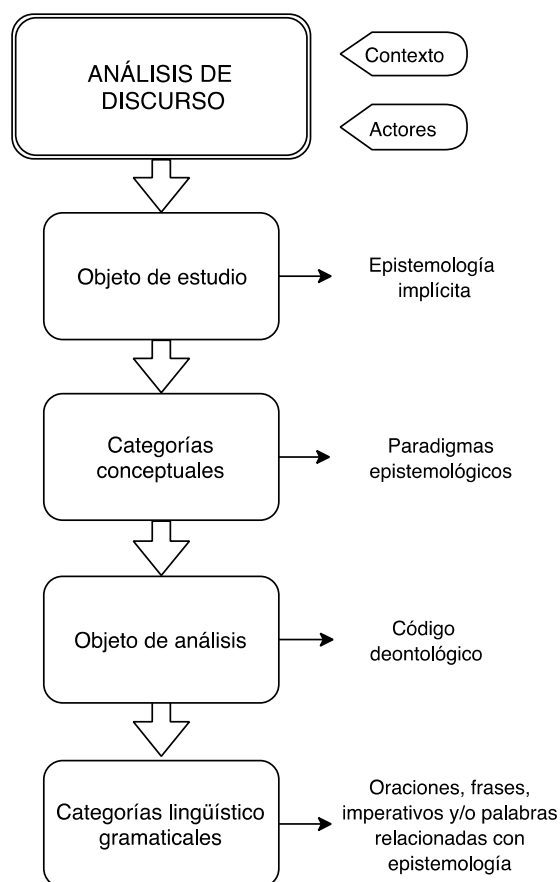 ANÁLISIS DE
DISCURSO
Contexto
Actores
Objeto de estudio
Epistemología
implícita
Categorías
conceptuales
Paradigmas
epistemológicos
Objeto de análisis
Código
deontológico
Categorías lingüístico
gramaticales
Oraciones, frases,
imperativos y/o palabras
relacionadas con
epistemología